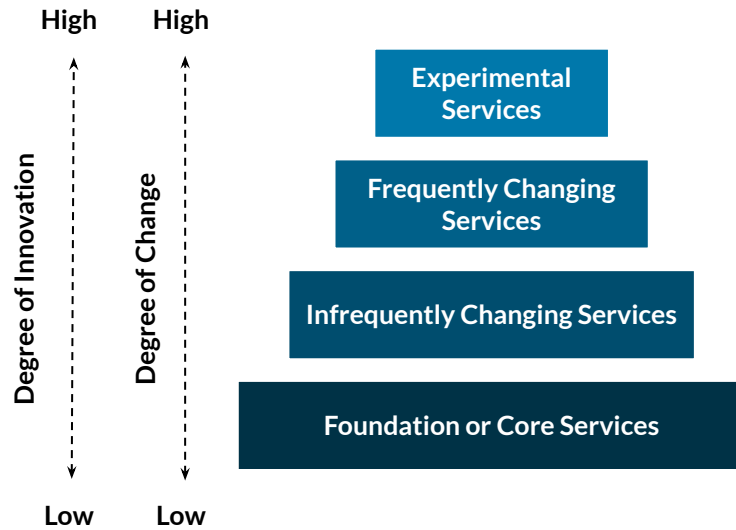 High
High
Degree of Innovation
Degree of Change
Low
Low
Experimental
Services
Frequently Changing
Services
Infrequently Changing Services
Foundation or Core Services